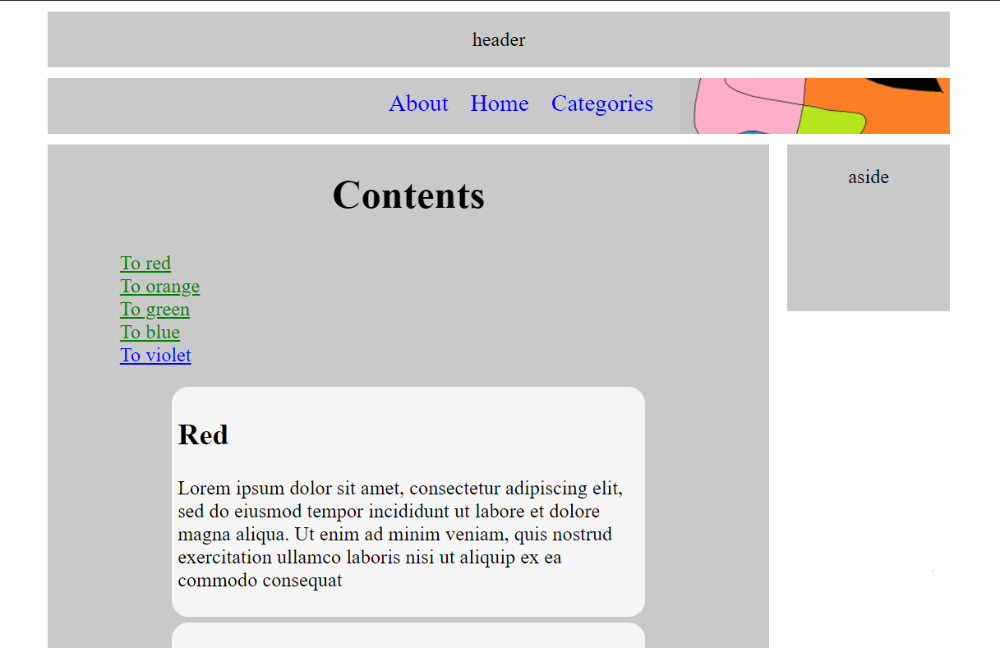 header
About Home Categories
Contents
aside
To red
To orange
To green
To blue
To violet
Red
Lorem ipsum dolor sit amet, consectetur adipiscing elit,
sed do eiusmod tempor incididunt ut labore et dolore
magna aliqua. Ut enim ad minim veniam, quis nostrud
exercitation ullamco laboris nisi ut aliquip ex ea
commodo consequat